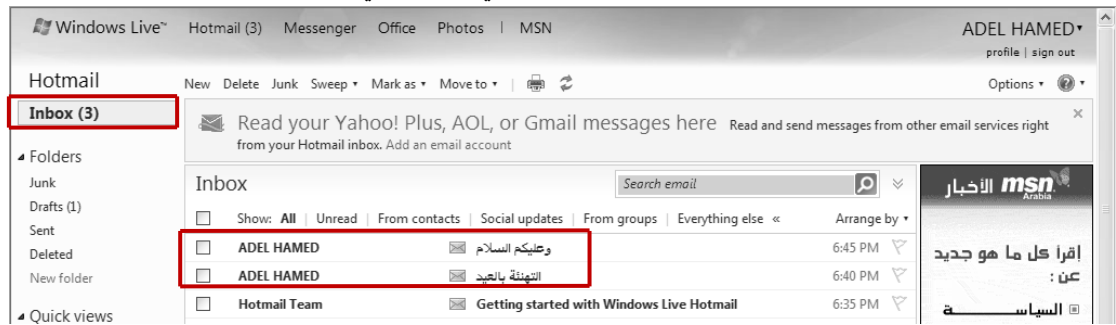 Windows Live™ Hotmail (3) Messenger Office Photos | MSN ADEL HAMED
profile | sign out
Hotmail New Delete Junk Sweep Mark as Move to Options
Inbox (3)
Read your Yahoo! Plus, AOL, or Gmail messages here Read and send messages from other email services right from your Hotmail inbox. Add an email account
Folders
Junk
Drafts (1)
Sent
Deleted
New folder
Quick views
Inbox Search email
Show: All | Unread | From contacts | Social updates | From groups | Everything else « Arrange by
ADEL HAMED وعليكم السلام 6:45 PM
ADEL HAMED التهنئة بالعيد 6:40 PM
Hotmail Team Getting started with Windows Live Hotmail 6:35 PM
msn Arabia الأخبار
إقرأ كل ما هو جديد
عن :
السياســـــــــة